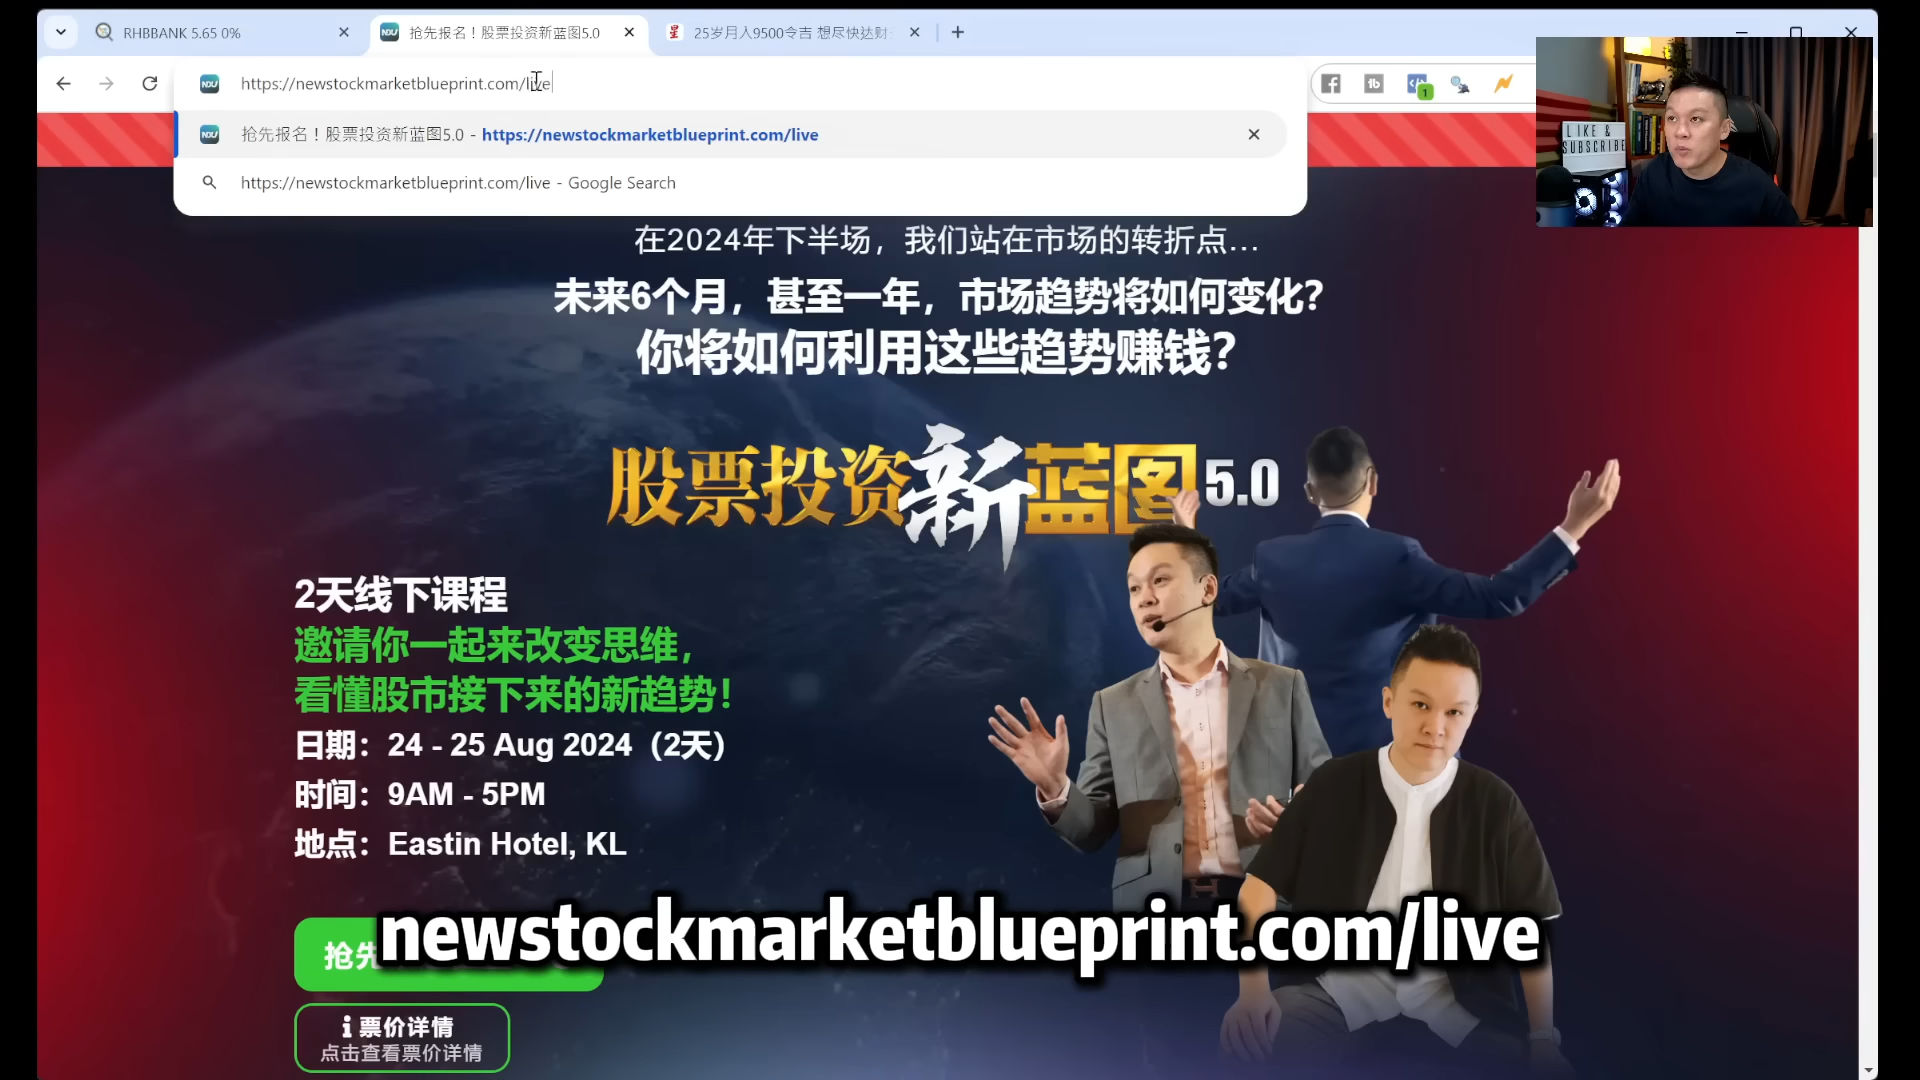 RHBBANK 5.65 0%
抢先报名！股票投资新蓝图5.0
25岁月入9500令吉 想尽快达财
https://newstockmarketblueprint.com/live
抢先报名！股票投资新蓝图5.0 - https://newstockmarketblueprint.com/live
https://newstockmarketblueprint.com/live - Google Search
1
LIKE &
SUBSCRIBE
在2024年下半场，我们站在市场的转折点...
未来6个月，甚至一年，市场趋势将如何变化？
你将如何利用这些趋势赚钱？
股票投资新蓝图5.0
2天线下课程
邀请你一起来改变思维，
看懂股市接下来的新趋势！
日期：24 - 25 Aug 2024（2天）
时间：9AM - 5PM
地点：Eastin Hotel, KL
抢先
newstockmarketblueprint.com/live
票价详情
点击查看票价详情